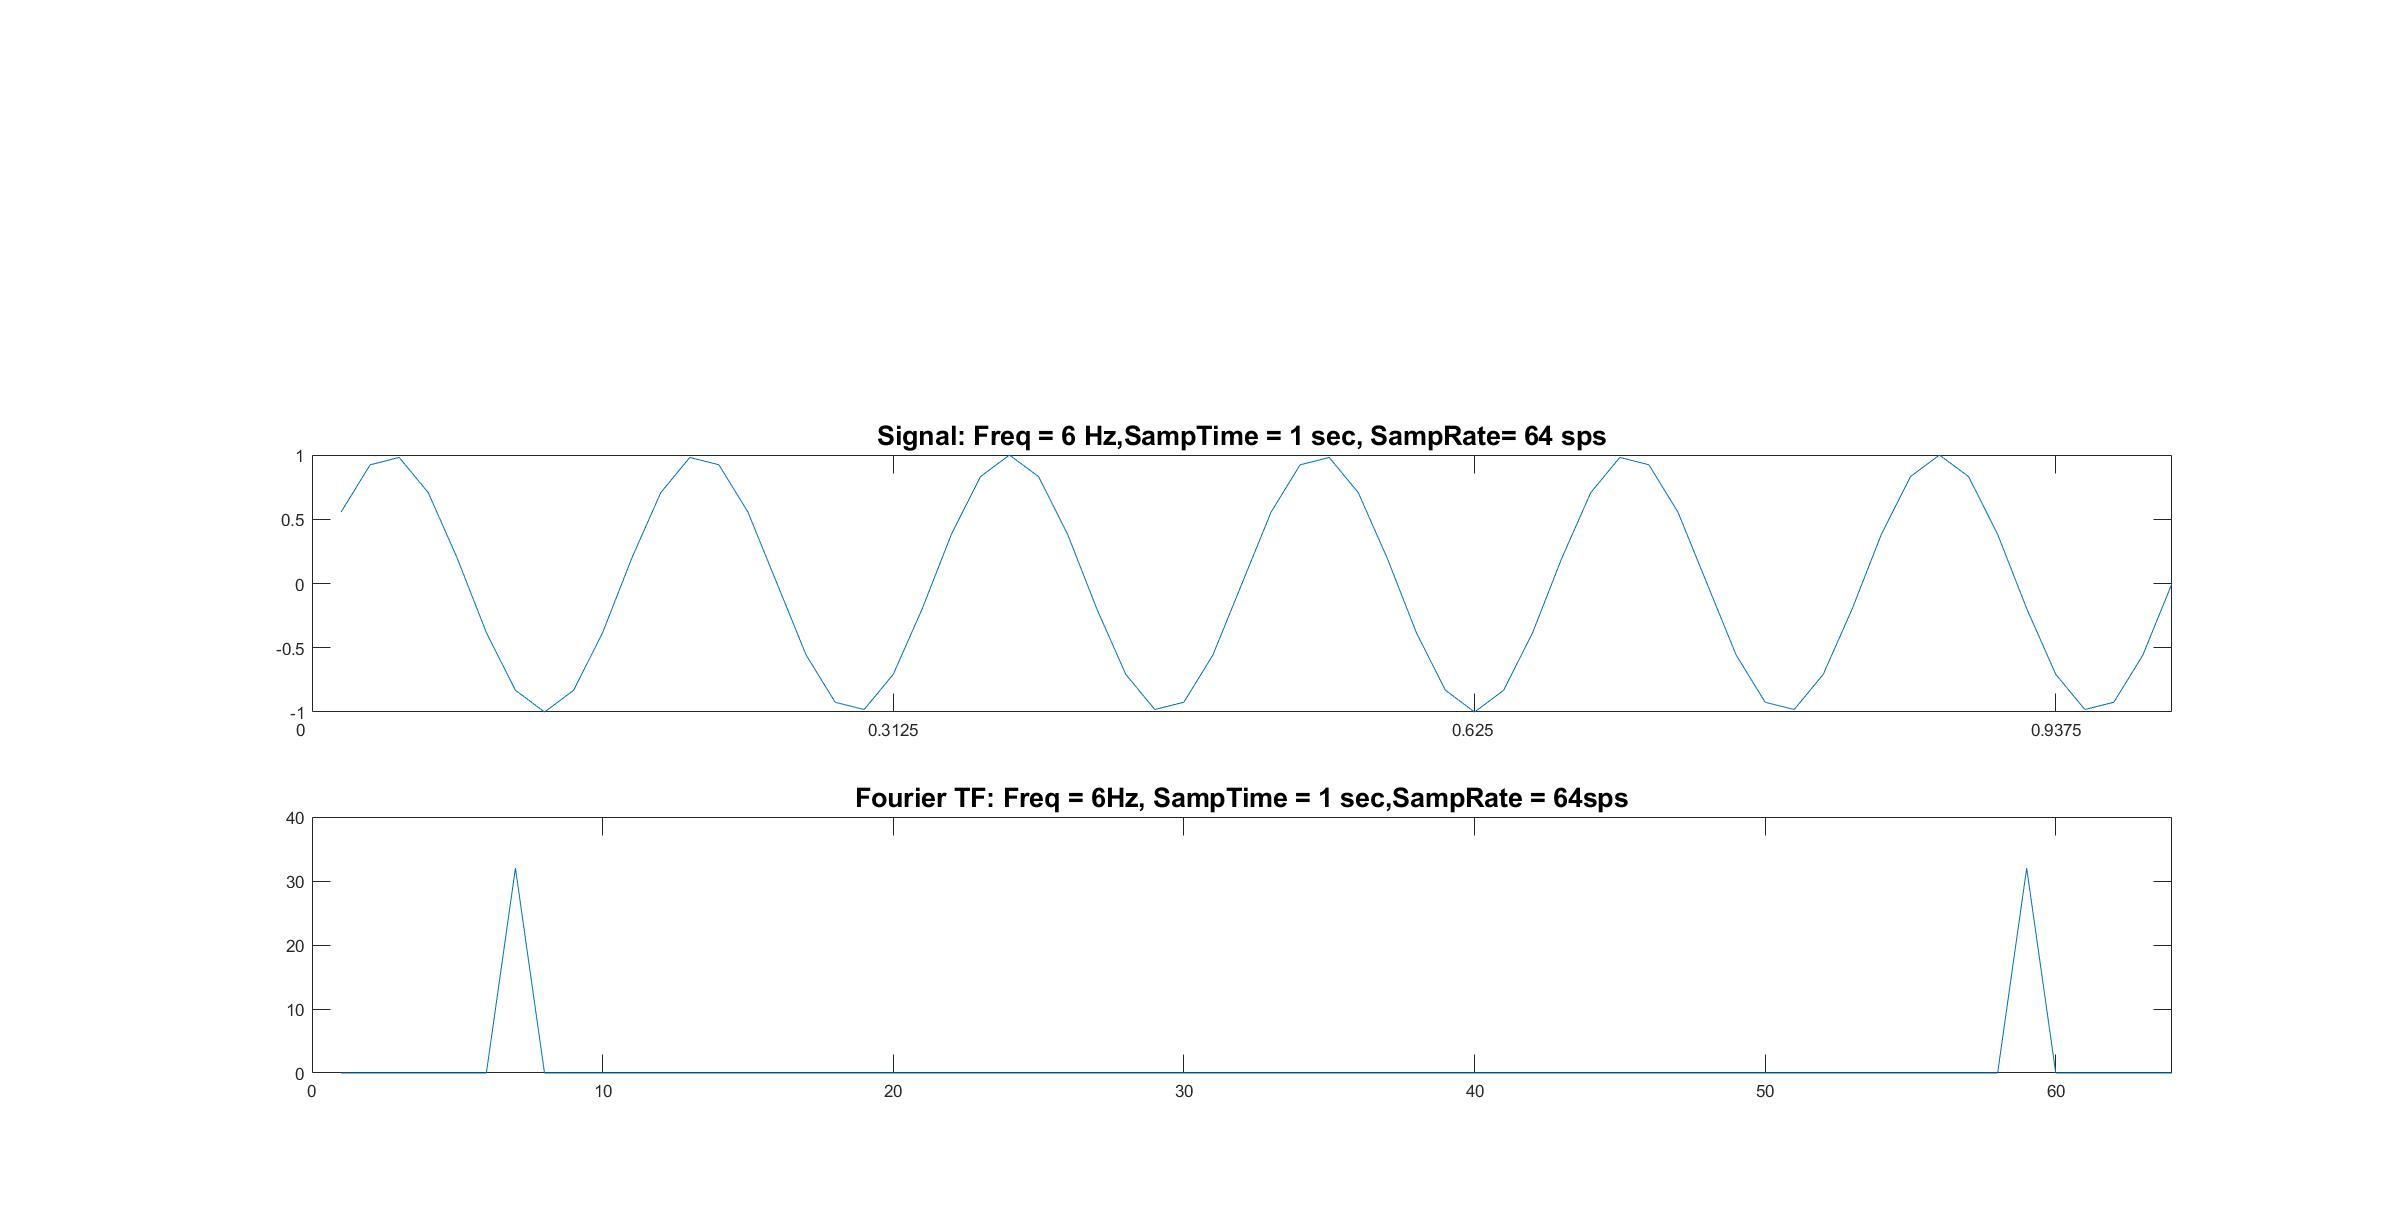 Signal: Freq = 6 Hz,SampTime = 1 sec, SampRate= 64 sps
1
0.5
0
-0.5
-1
0 0.3125 0.625 0.9375
Fourier TF: Freq = 6Hz, SampTime = 1 sec,SampRate = 64sps
40
30
20
10
0
0 10 20 30 40 50 60